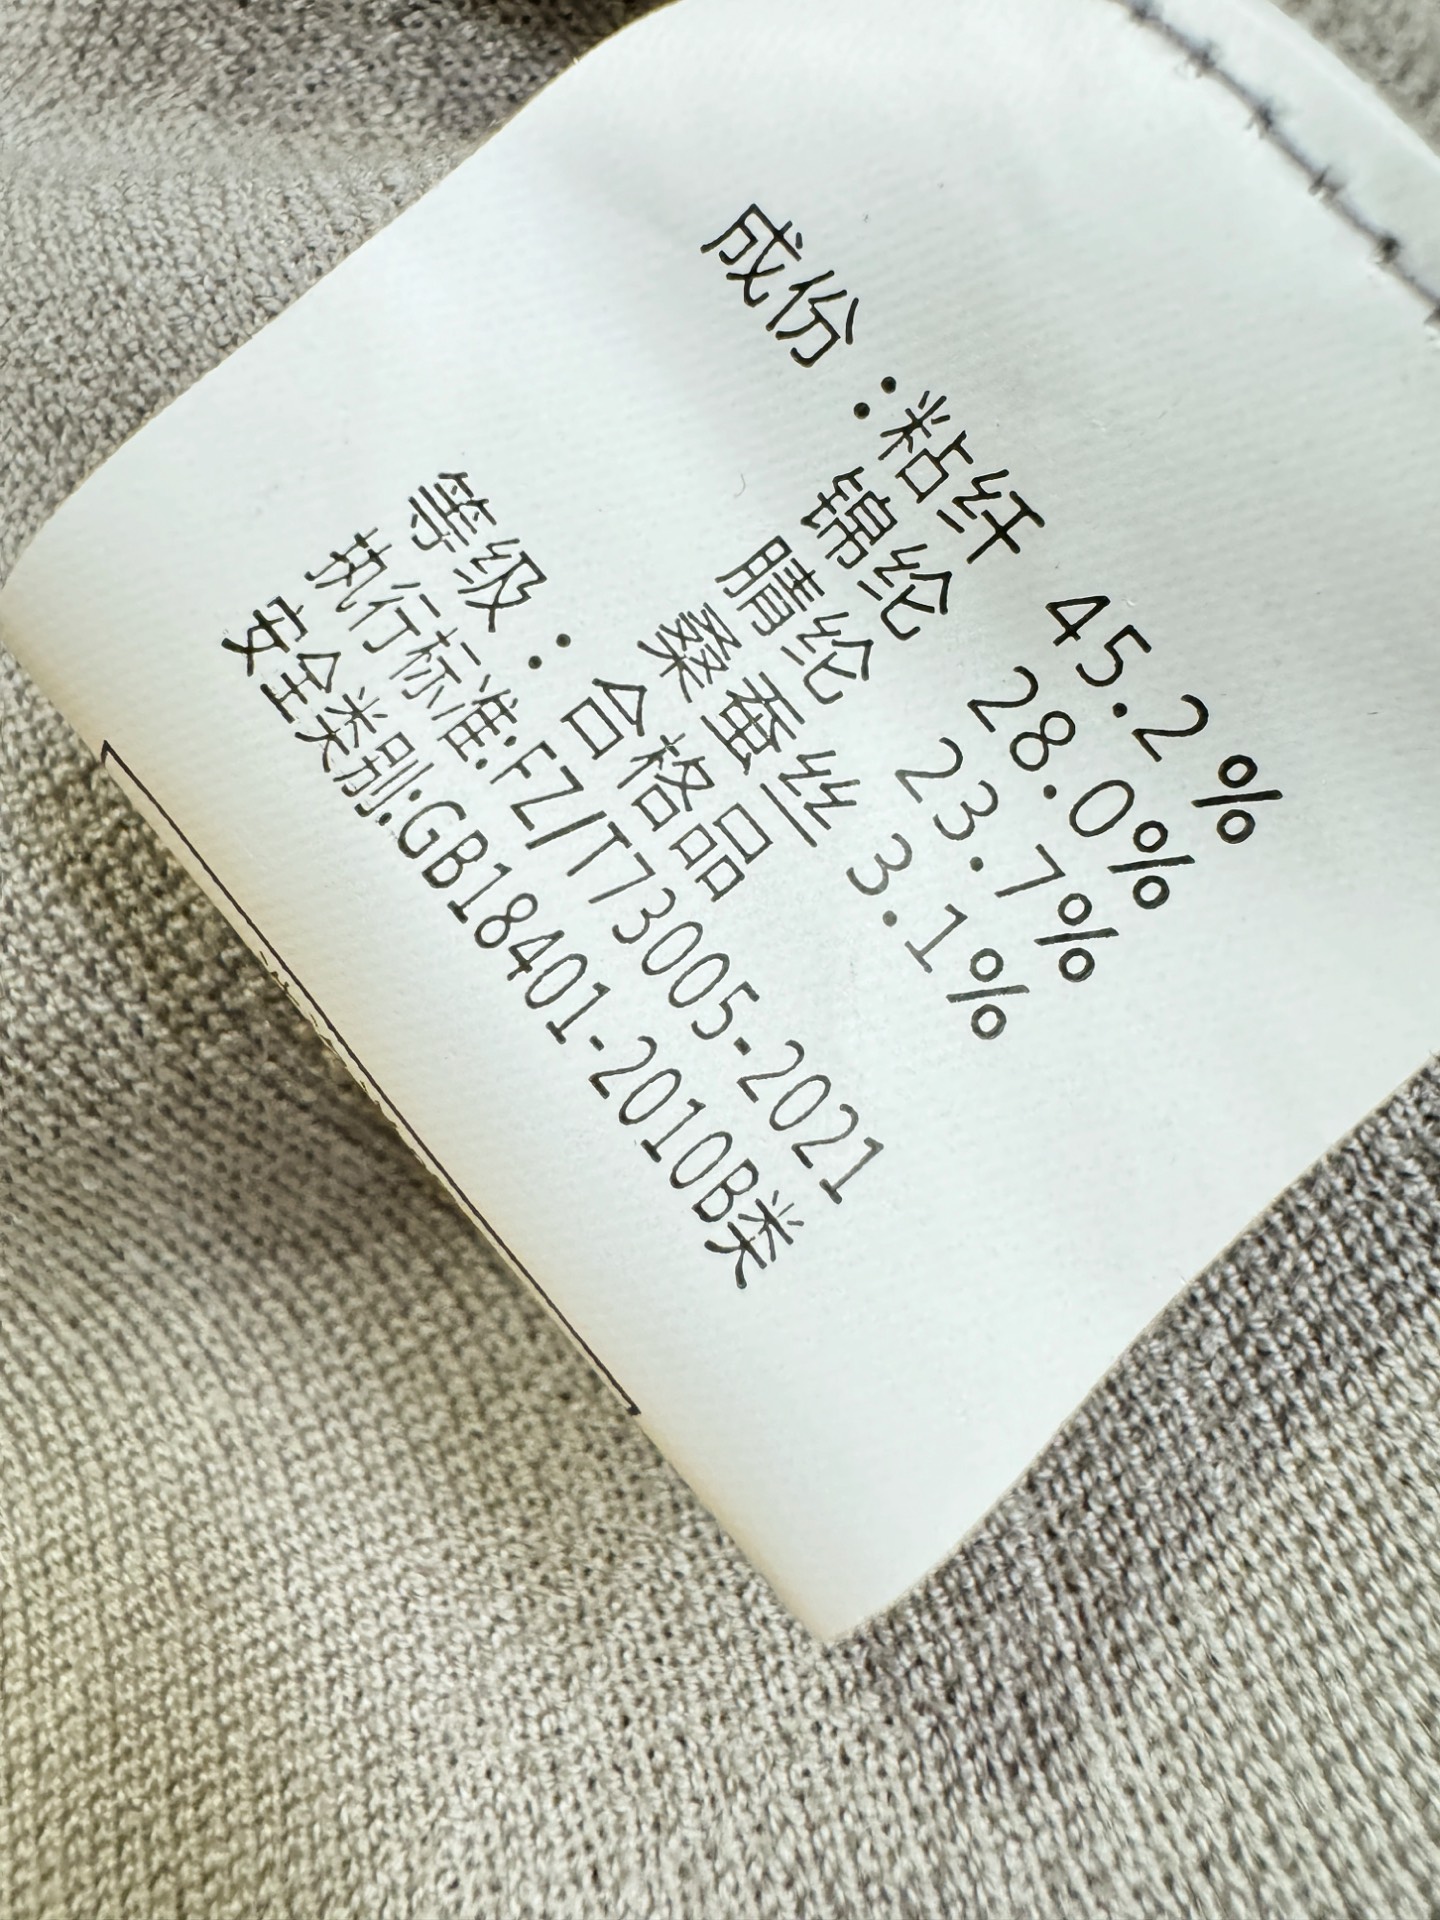 成份：粘纤 45.2%
锦纶 28.0%
腈纶 23.7%
桑蚕丝 3.1%
等级：合格品
执行标准:FZ/T73005-2021
安全类别:GB18401-2010B类